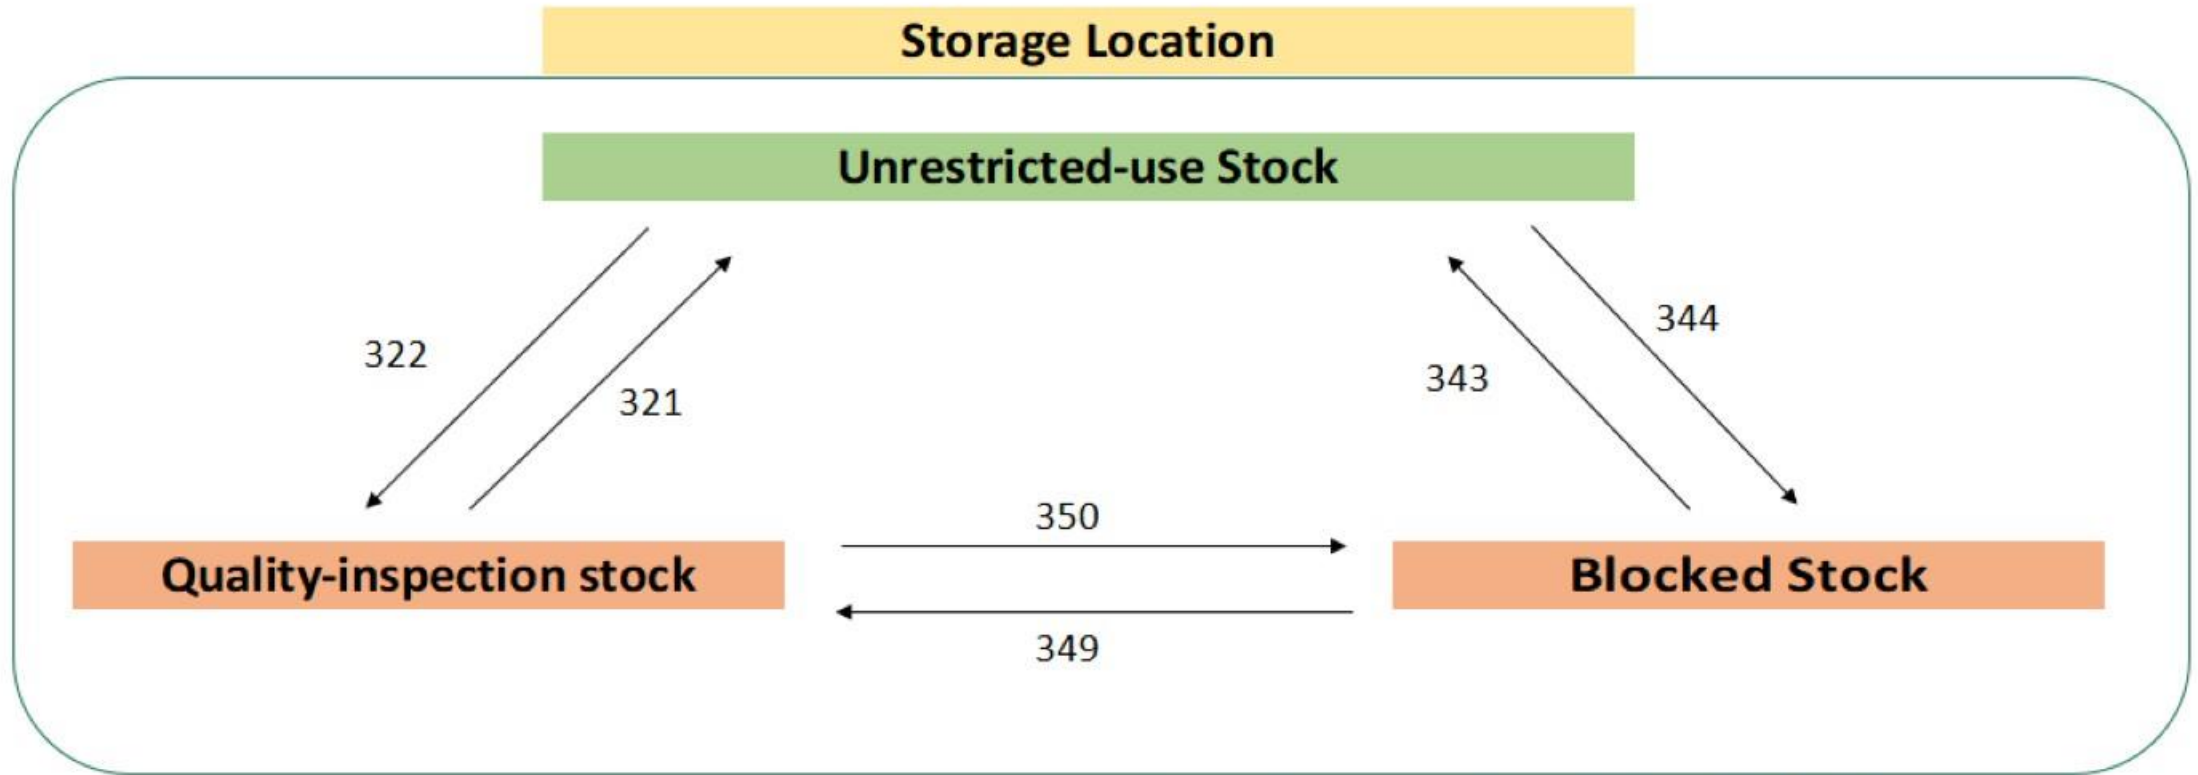 Storage Location
Unrestricted-use Stock
322
321
343
344
350
Quality-inspection stock
Blocked Stock
349